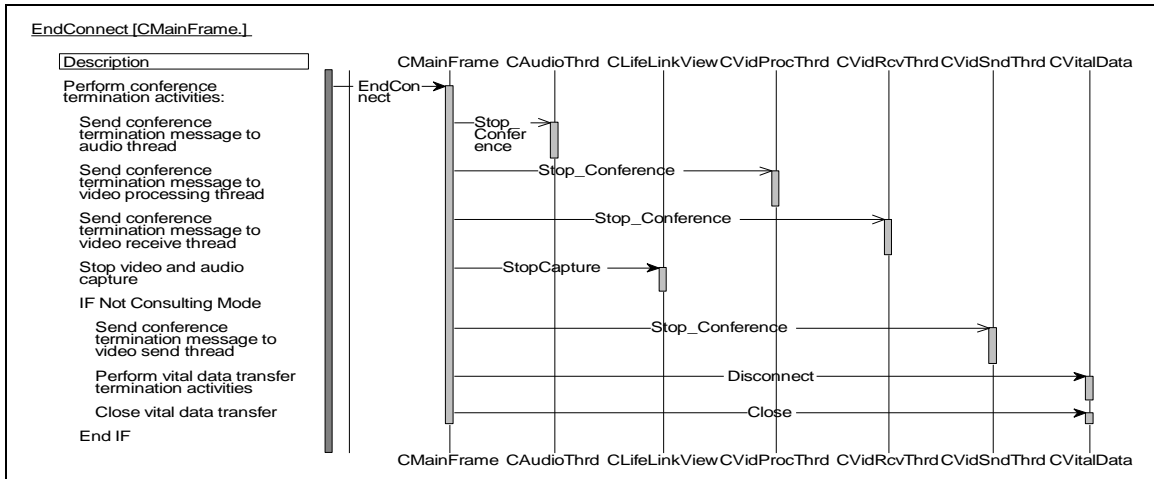 EndConnect [CMainFrame.]
Description
CMainFrame CAudioThrd CLifeLinkView CVidProcThrd CVidRcvThrd CVidSndThrd CVitalData
Perform conference
termination activities:
EndCon
nect
Send conference
termination message to
audio thread
Stop_
Confer
ence
Send conference
termination message to
video processing thread
Stop_Conference
Send conference
termination message to
video receive thread
Stop_Conference
Stop video and audio
capture
StopCapture
IF Not Consulting Mode
Send conference
termination message to
video send thread
Stop_Conference
Perform vital data transfer
termination activities
Disconnect
Close vital data transfer
Close
End IF
CMainFrame CAudioThrd CLifeLinkView CVidProcThrd CVidRcvThrd CVidSndThrd CVitalData